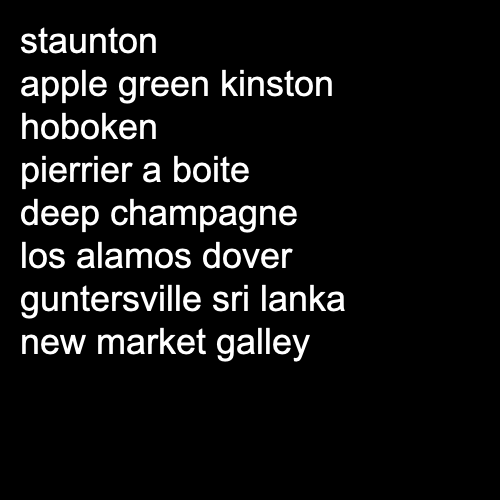 staunton
apple green kinston
hoboken
pierrier a boite
deep champagne
los alamos dover
guntersville sri lanka
new market galley